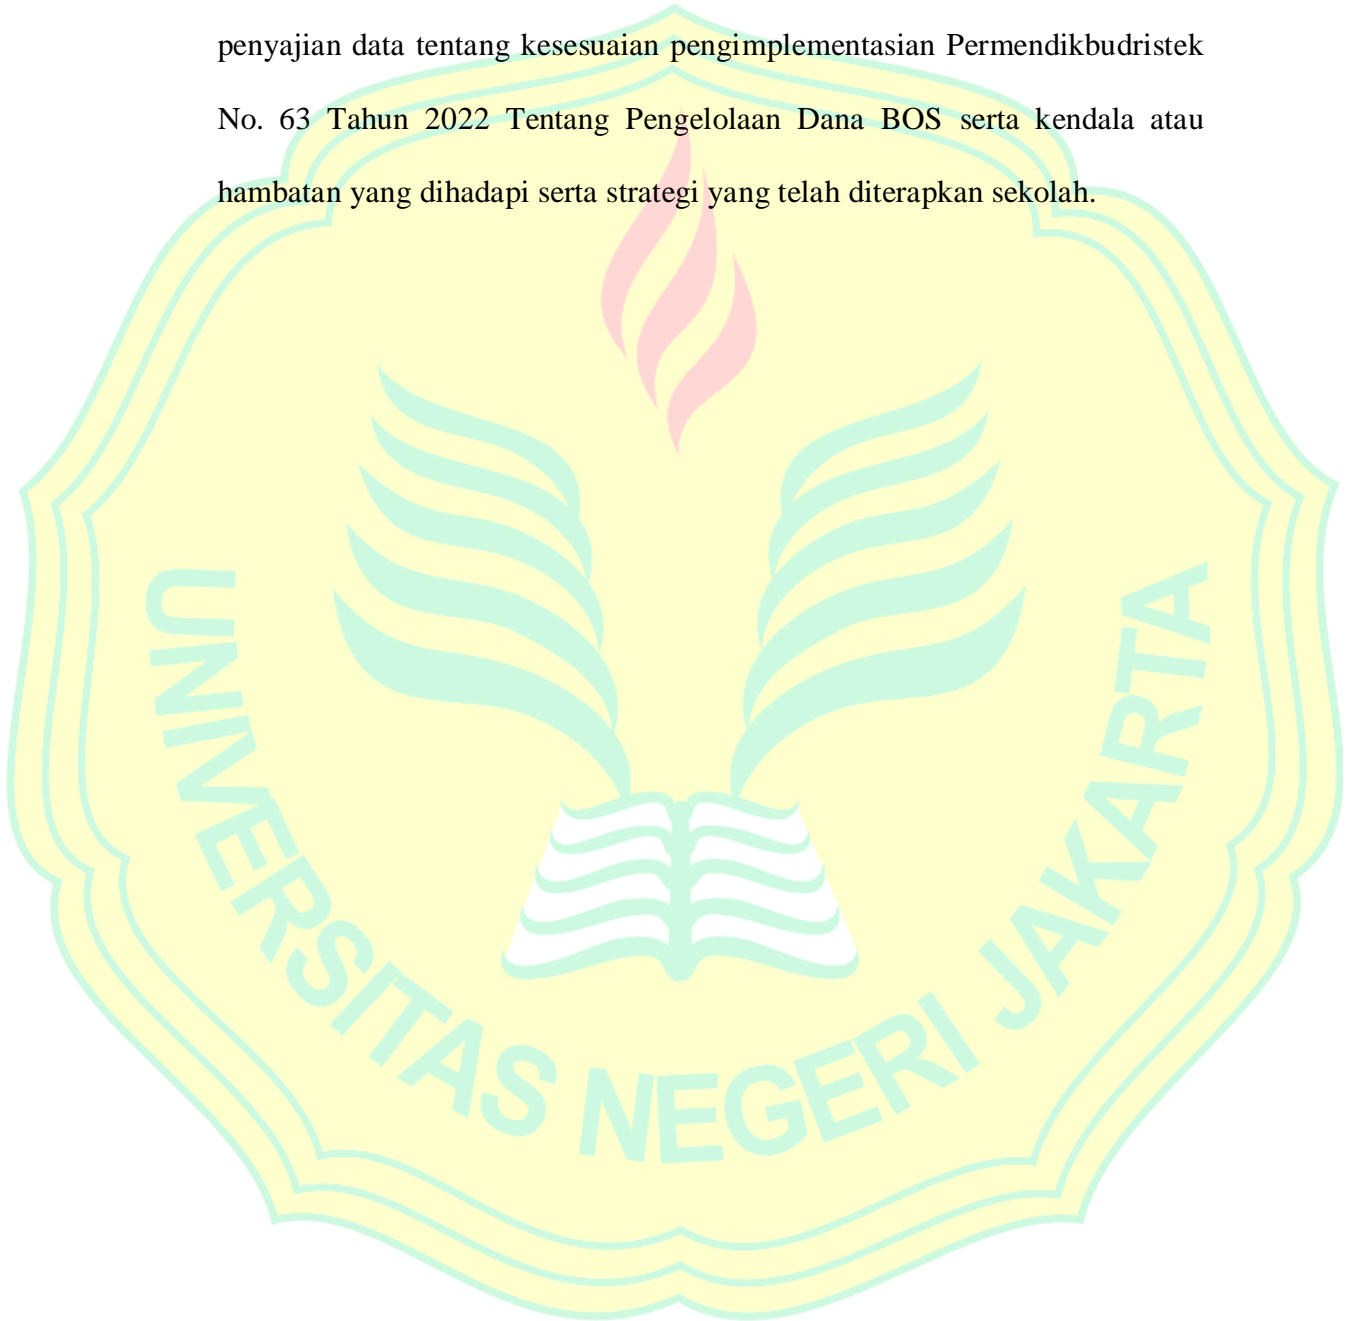 penyajian data tentang kesesuaian pengimplementasian Permendikbudristek
No. 63 Tahun 2022 Tentang Pengelolaan Dana BOS serta kendala atau
hambatan yang dihadapi serta strategi yang telah diterapkan sekolah.
UNIVERSITAS NEGERI JAKARTA